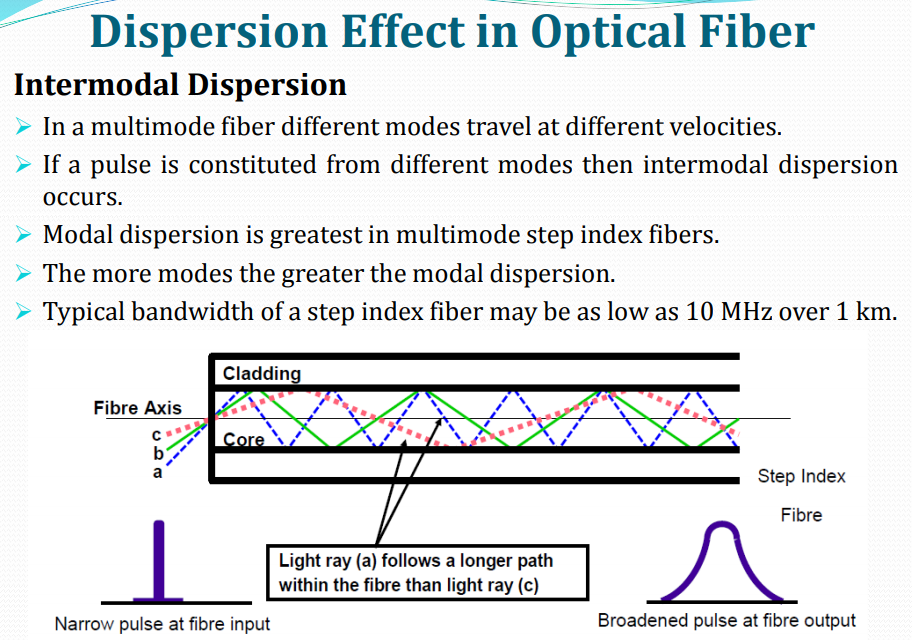 Dispersion Effect in Optical Fiber
Intermodal Dispersion
In a multimode fiber different modes travel at different velocities.
If a pulse is constituted from different modes then intermodal dispersion
occurs.
Modal dispersion is greatest in multimode step index fibers.
The more modes the greater the modal dispersion.
Typical bandwidth of a step index fiber may be as low as 10 MHz over 1 km.
Cladding
Fibre Axis
c
Core
b
a
Step Index
Fibre
Light ray (a) follows a longer path
within the fibre than light ray (c)
Narrow pulse at fibre input
Broadened pulse at fibre output